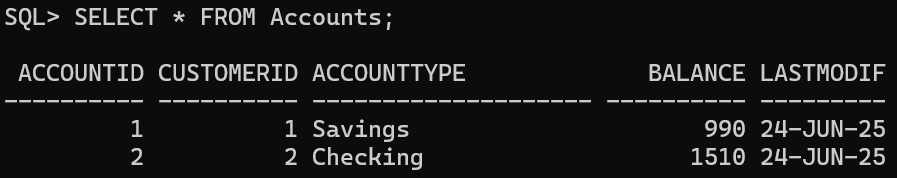 SQL> SELECT * FROM Accounts;
 ACCOUNTID CUSTOMERID ACCOUNTTYPE             BALANCE LASTMODIF
---------- ---------- -------------------- ---------- ---------
         1          1 Savings                     990 24-JUN-25
         2          2 Checking                   1510 24-JUN-25